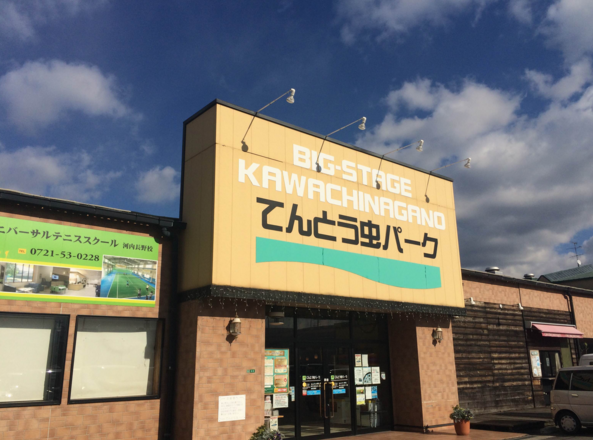 BIG-STAGE
KAWACHINAGANO
てんとう虫パーク
ニバーサルテニススクール 河内長野校
0721-53-0228